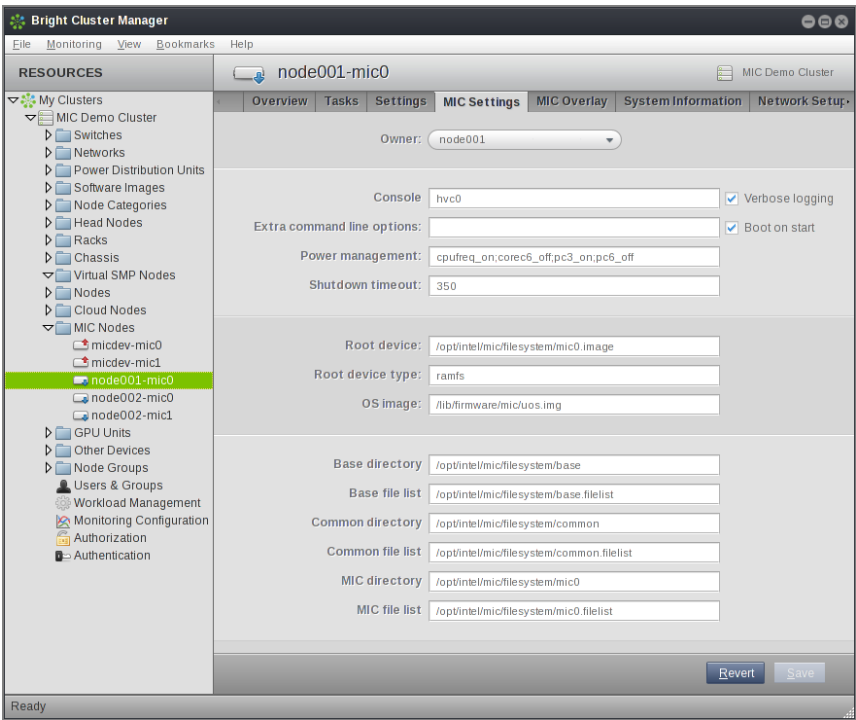 Bright Cluster Manager
File Monitoring View Bookmarks Help
RESOURCES
My Clusters
MIC Demo Cluster
Switches
Networks
Power Distribution Units
Software Images
Node Categories
Head Nodes
Racks
Chassis
Virtual SMP Nodes
Nodes
Cloud Nodes
MIC Nodes
micdev-mic0
micdev-mic1
node001-mic0
node002-mic0
node002-mic1
GPU Units
Other Devices
Node Groups
Users & Groups
Workload Management
Monitoring Configuration
Authorization
Authentication
node001-mic0
MIC Demo Cluster
Overview Tasks Settings MIC Settings MIC Overlay System Information Network Setup
Owner: node001
Console hvc0 Verbose logging
Extra command line options: Boot on start
Power management: cpufreq_on;corec6_off;pc3_on;pc6_off
Shutdown timeout: 350
Root device: /opt/intel/mic/filesystem/mic0.image
Root device type: ramfs
OS image: /lib/firmware/mic/uos.img
Base directory /opt/intel/mic/filesystem/base
Base file list /opt/intel/mic/filesystem/base.filelist
Common directory /opt/intel/mic/filesystem/common
Common file list /opt/intel/mic/filesystem/common.filelist
MIC directory /opt/intel/mic/filesystem/mic0
MIC file list /opt/intel/mic/filesystem/mic0.filelist
Revert Save
Ready